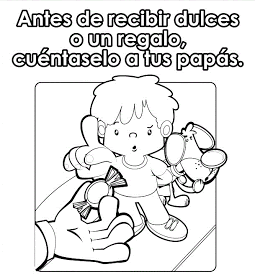 Antes de recibir dulces
o un regalo,
cuéntaselo a tus papás.